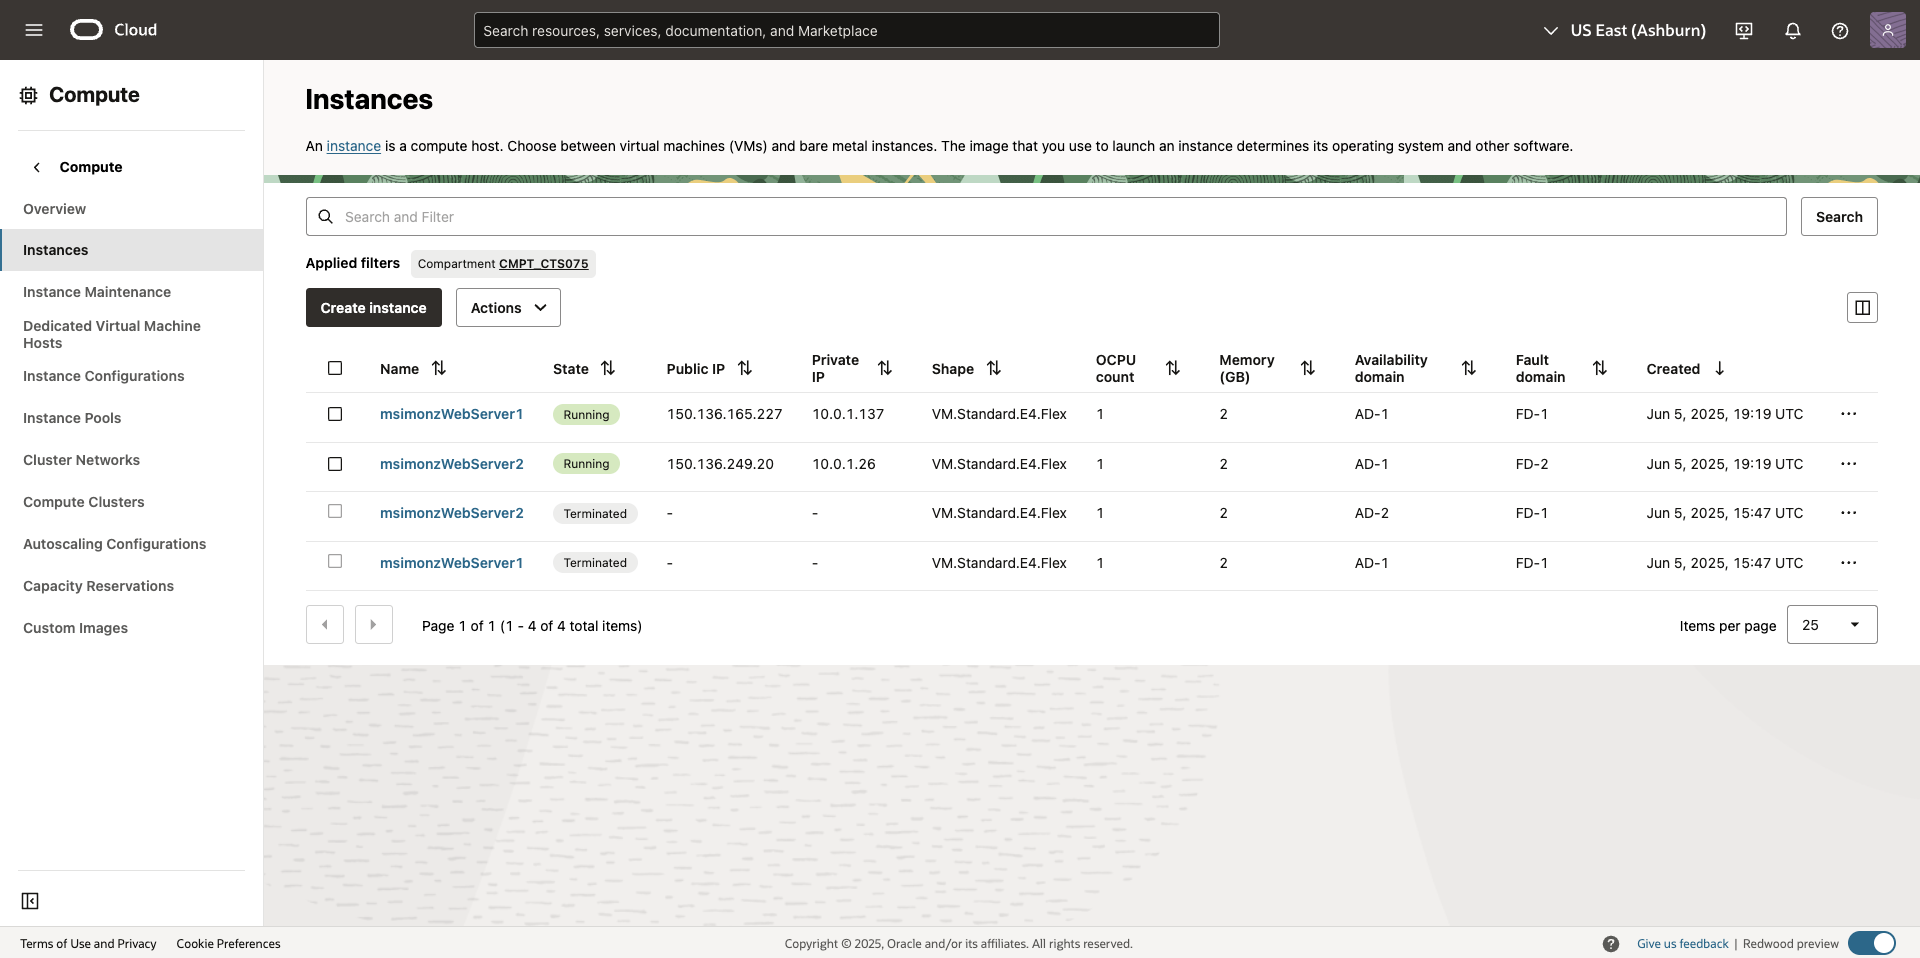 Cloud
Search resources, services, documentation, and Marketplace
US East (Ashburn)
Compute
Compute
Overview
Instances
Instance Maintenance
Dedicated Virtual Machine
Hosts
Instance Configurations
Instance Pools
Cluster Networks
Compute Clusters
Autoscaling Configurations
Capacity Reservations
Custom Images
Instances
An instance is a compute host. Choose between virtual machines (VMs) and bare metal instances. The image that you use to launch an instance determines its operating system and other software.
Search and Filter
Search
Applied filters Compartment CMPT_CTS075
Create instance Actions
Name State Public IP Private IP Shape OCPU count Memory (GB) Availability domain Fault domain Created
msimonzWebServer1 Running 150.136.165.227 10.0.1.137 VM.Standard.E4.Flex 1 2 AD-1 FD-1 Jun 5, 2025, 19:19 UTC
msimonzWebServer2 Running 150.136.249.20 10.0.1.26 VM.Standard.E4.Flex 1 2 AD-1 FD-2 Jun 5, 2025, 19:19 UTC
msimonzWebServer2 Terminated - - VM.Standard.E4.Flex 1 2 AD-2 FD-1 Jun 5, 2025, 15:47 UTC
msimonzWebServer1 Terminated - - VM.Standard.E4.Flex 1 2 AD-1 FD-1 Jun 5, 2025, 15:47 UTC
Page 1 of 1 (1 - 4 of 4 total items)
Items per page 25
Terms of Use and Privacy Cookie Preferences
Copyright © 2025, Oracle and/or its affiliates. All rights reserved.
Give us feedback | Redwood preview